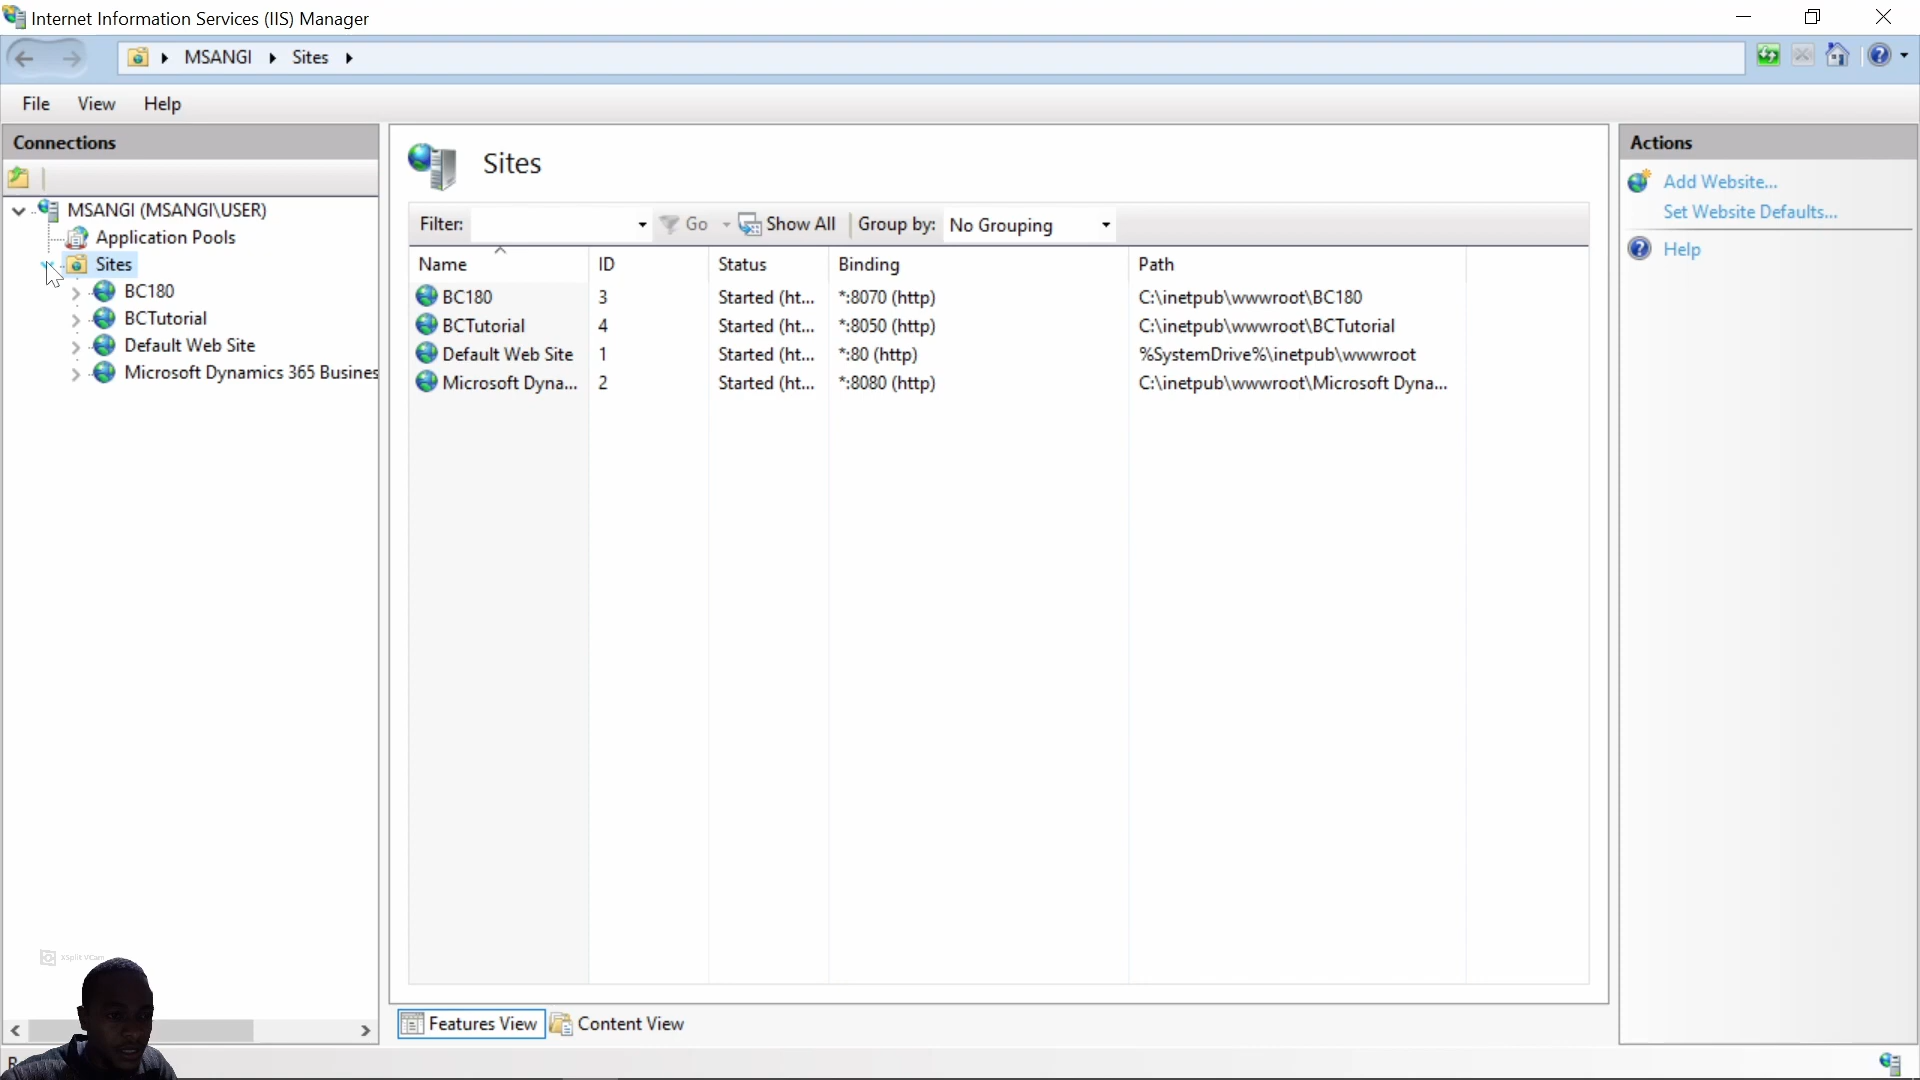 Internet Information Services (IIS) Manager
MSANGI Sites
File View Help
Connections
MSANGI (MSANGI\USER)
Application Pools
Sites
BC180
BCTutorial
Default Web Site
Microsoft Dynamics 365 Busines
XSplit VCam
Sites
Filter: Go Show All Group by: No Grouping
Name ID Status Binding Path
BC180 3 Started (ht... *:8070 (http) C:\inetpub\wwwroot\BC180
BCTutorial 4 Started (ht... *:8050 (http) C:\inetpub\wwwroot\BCTutorial
Default Web Site 1 Started (ht... *:80 (http) %SystemDrive%\inetpub\wwwroot
Microsoft Dyna... 2 Started (ht... *:8080 (http) C:\inetpub\wwwroot\Microsoft Dyna...
Features View Content View
Actions
Add Website...
Set Website Defaults...
Help